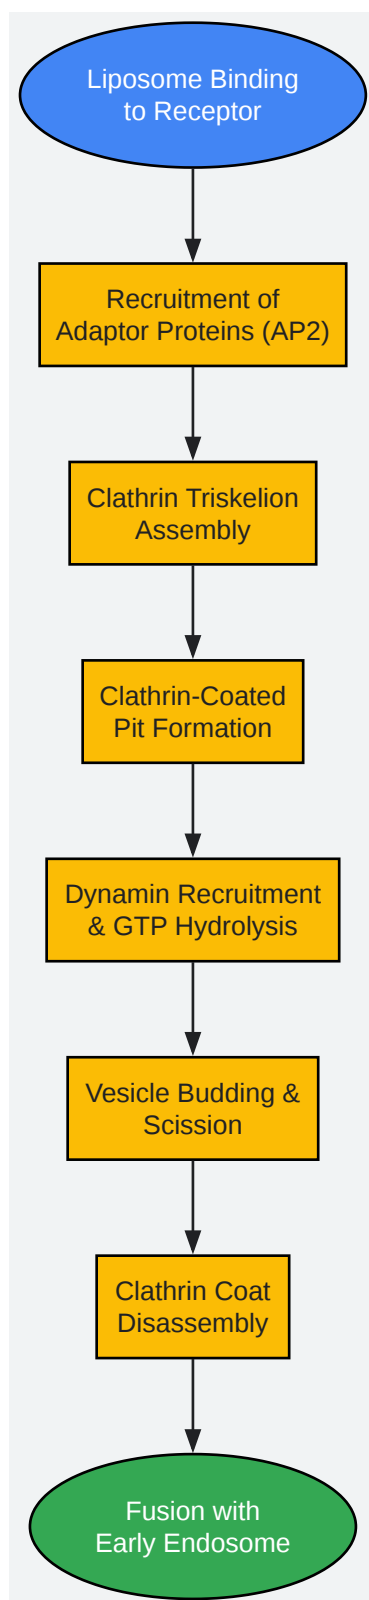 Liposome Binding
to Receptor
Recruitment of
Adaptor Proteins (AP2)
Clathrin Triskelion
Assembly
Clathrin-Coated
Pit Formation
Dynamin Recruitment
& GTP Hydrolysis
Vesicle Budding &
Scission
Clathrin Coat
Disassembly
Fusion with
Early Endosome